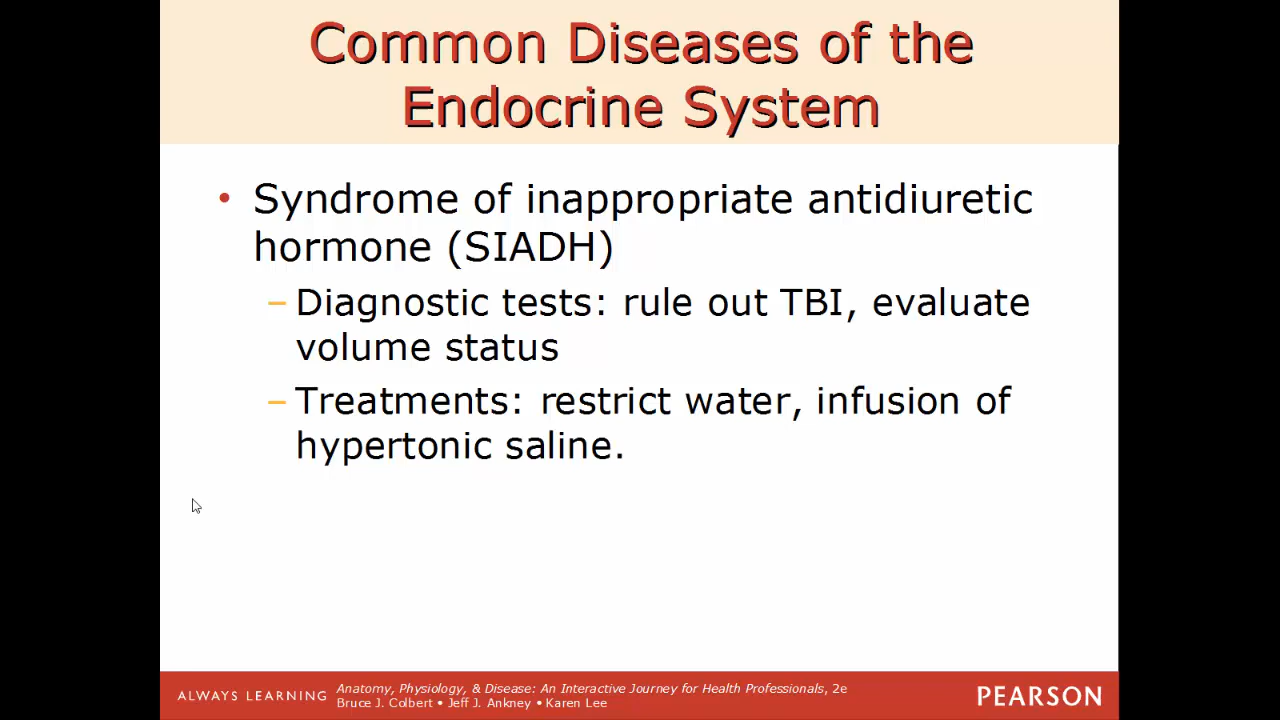 Common Diseases of the
Endocrine System
• Syndrome of inappropriate antidiuretic
hormone (SIADH)
– Diagnostic tests: rule out TBI, evaluate
volume status
– Treatments: restrict water, infusion of
hypertonic saline.
ALWAYS LEARNING
Anatomy, Physiology, & Disease: An Interactive Journey for Health Professionals, 2e
Bruce J. Colbert • Jeff J. Ankney • Karen Lee
PEARSON